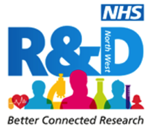 NHS
R&D
North West
Better Connected Research